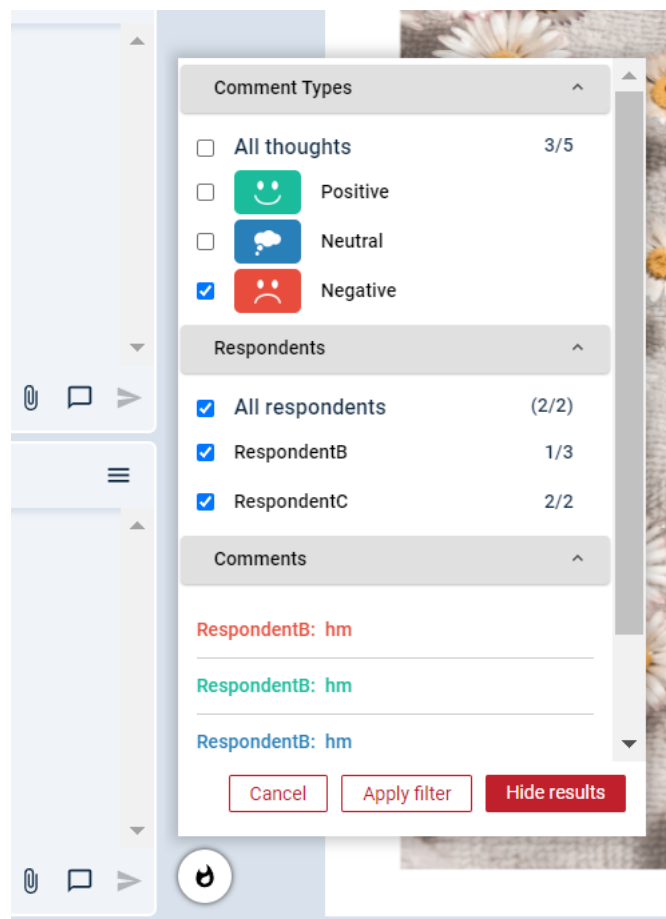 Comment Types
All thoughts 3/5
Positive
Neutral
Negative
Respondents
All respondents (2/2)
RespondentB 1/3
RespondentC 2/2
Comments
RespondentB: hm
RespondentB: hm
RespondentB: hm
Cancel Apply filter Hide results